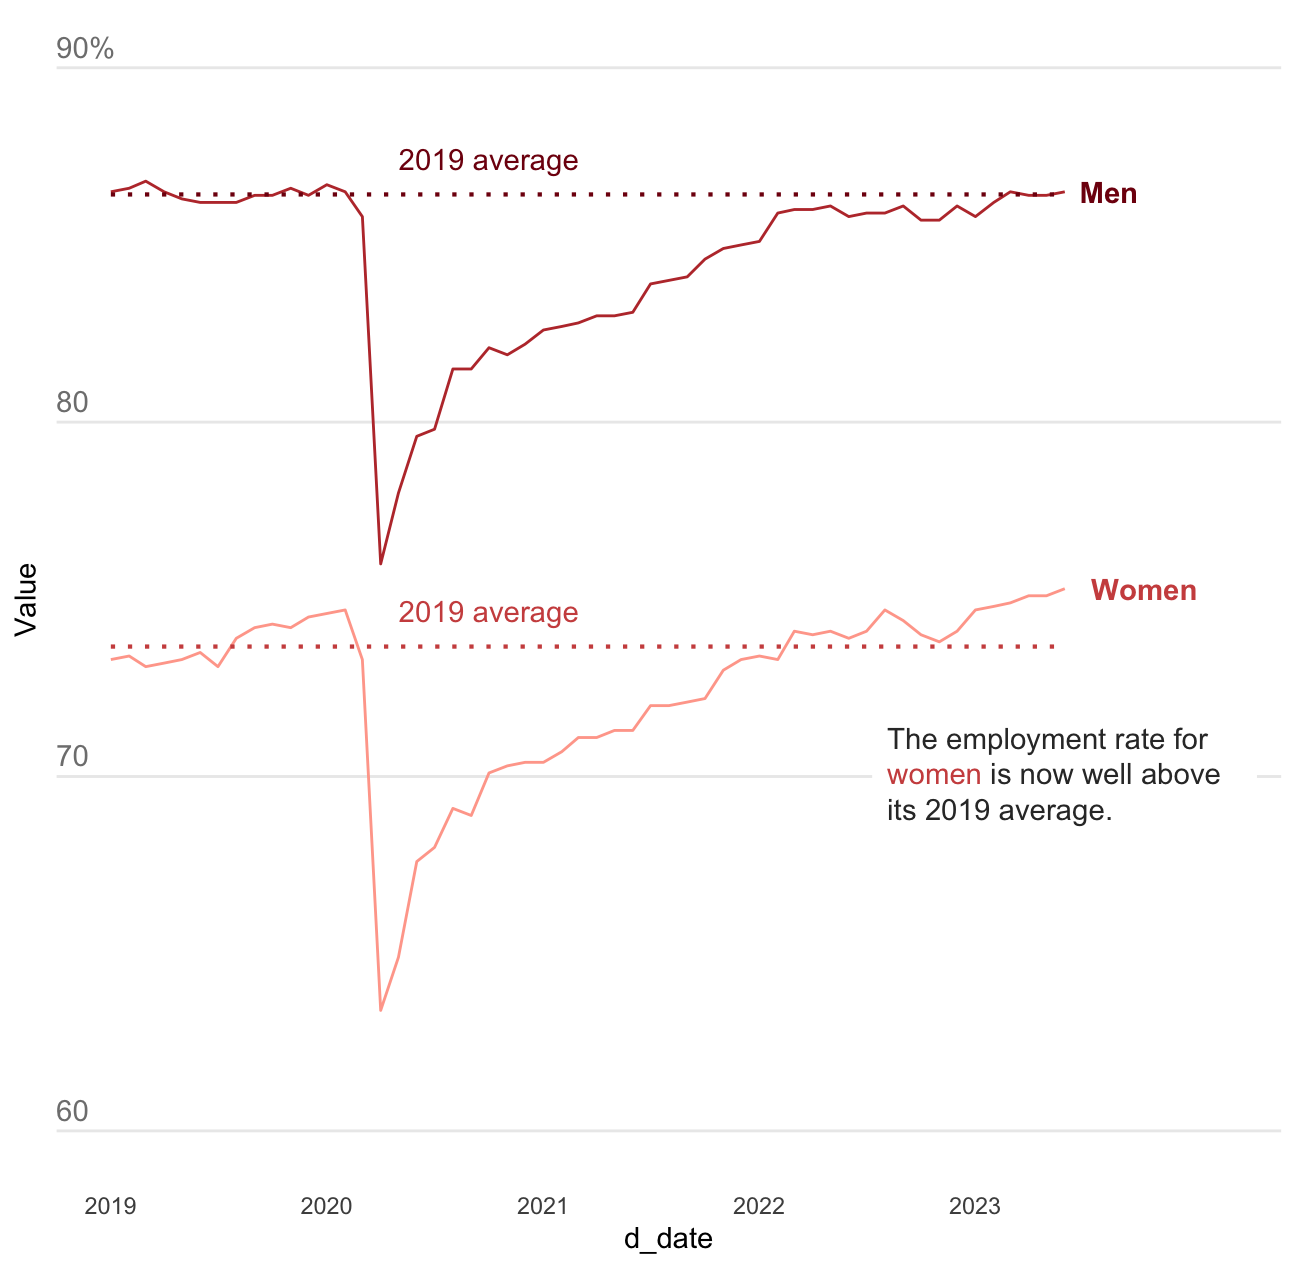 90%
2019 average
Men
80
Value
2019 average
Women
The employment rate for
women is now well above
its 2019 average.
70
60
2019 2020 2021 2022 2023
d_date